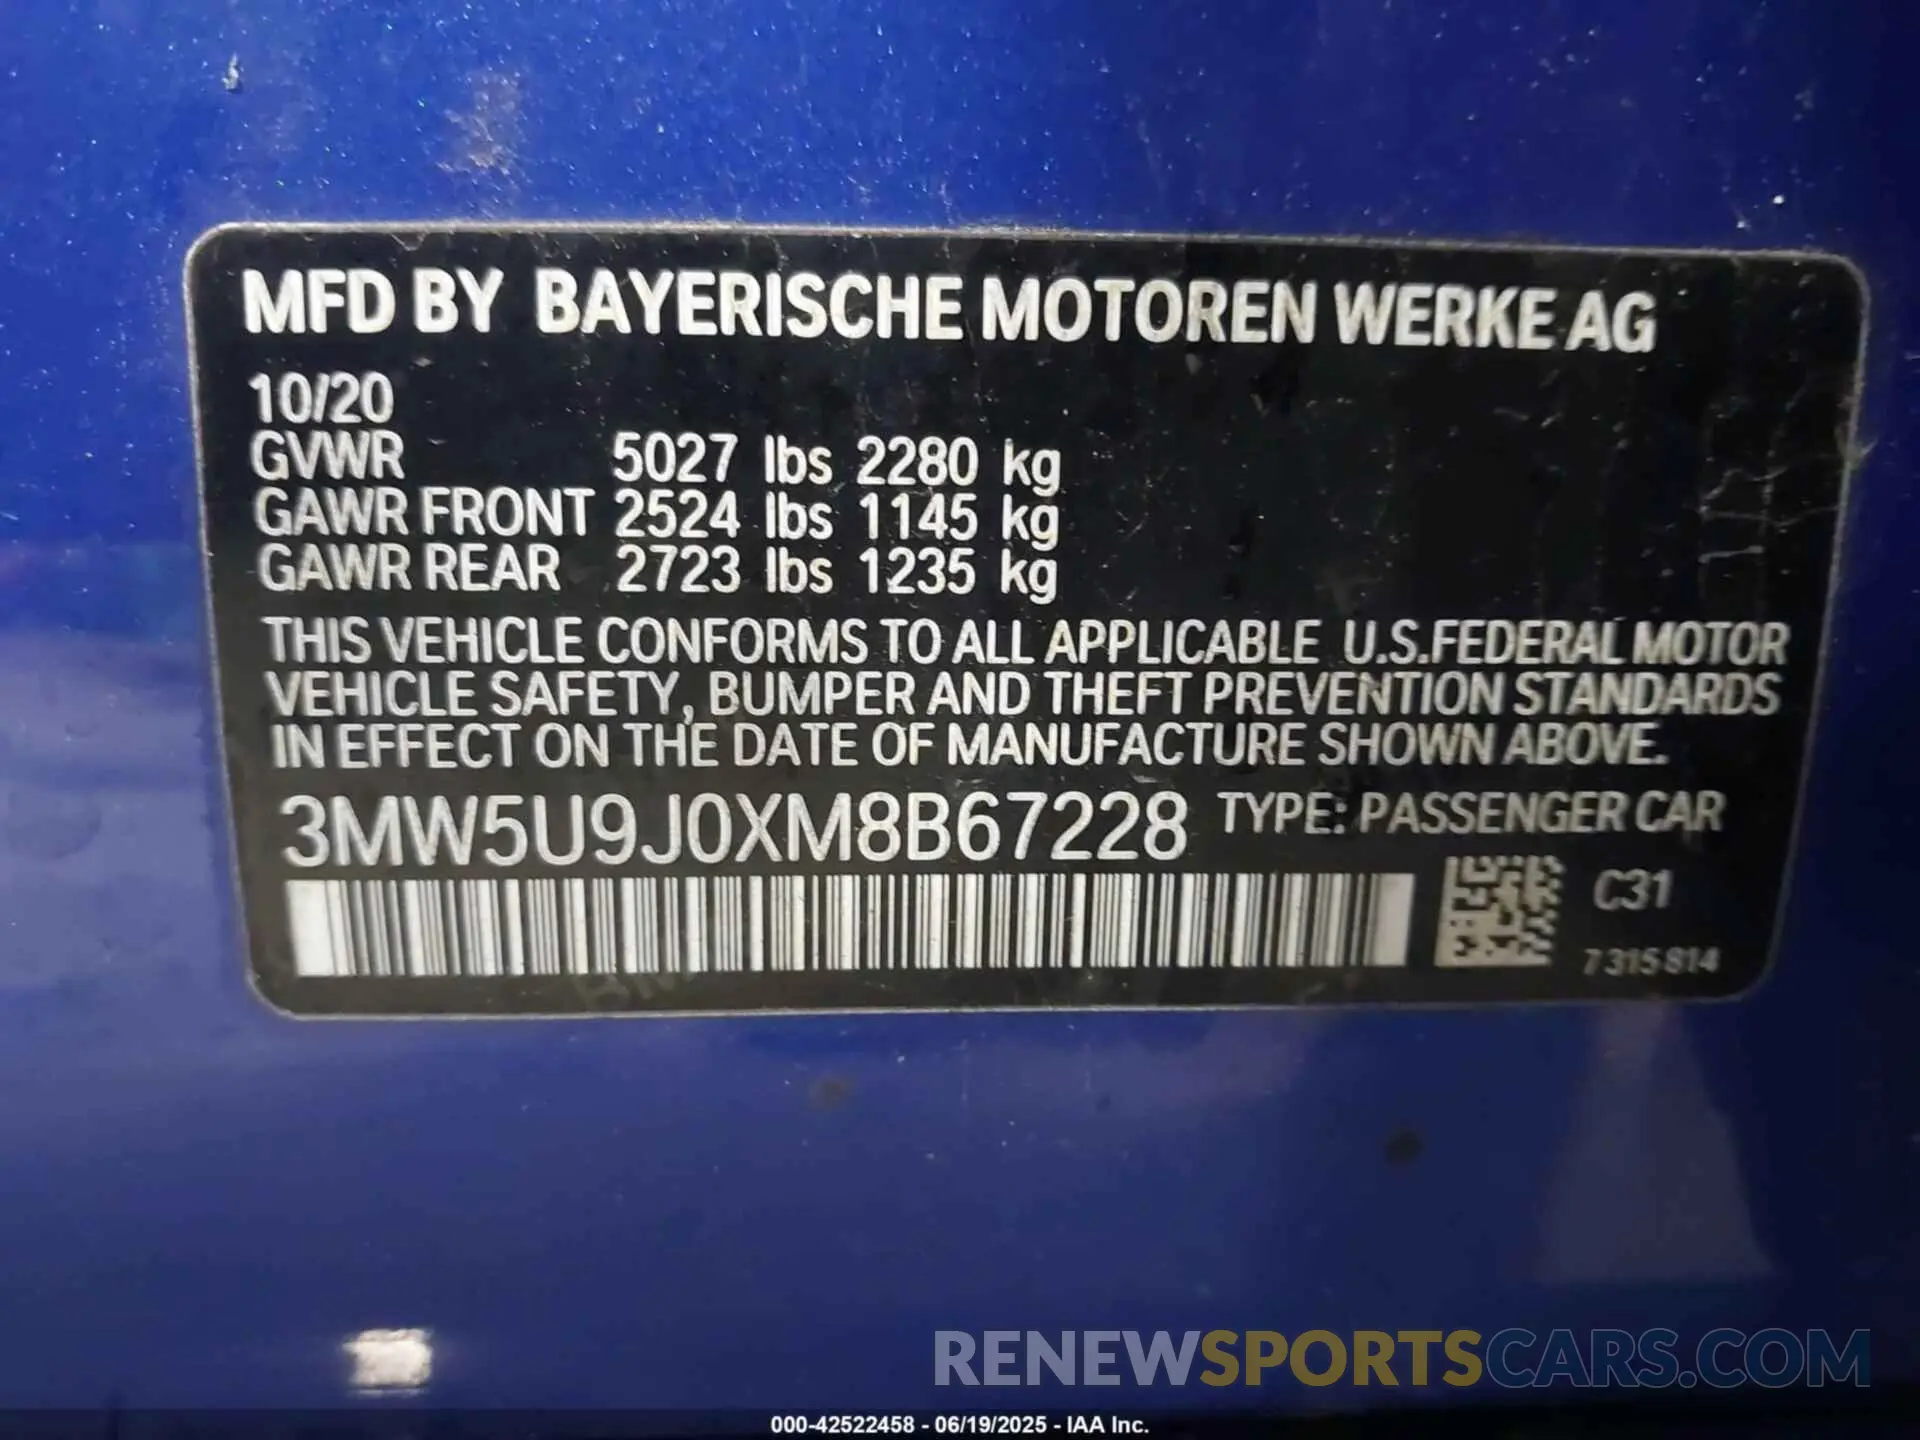 MFD BY BAYERISCHE MOTOREN WERKE AG
10/20
GVWR 5027 lbs 2280 kg
GAWR FRONT 2524 lbs 1145 kg
GAWR REAR 2723 lbs 1235 kg
THIS VEHICLE CONFORMS TO ALL APPLICABLE U.S.FEDERAL MOTOR
VEHICLE SAFETY, BUMPER AND THEFT PREVENTION STANDARDS
IN EFFECT ON THE DATE OF MANUFACTURE SHOWN ABOVE.
3MW5U9J0XM8B67228 TYPE: PASSENGER CAR
C31
7315814
RENEWSPORTSCARS.COM
000-42522458 - 06/19/2025 - IAA Inc.